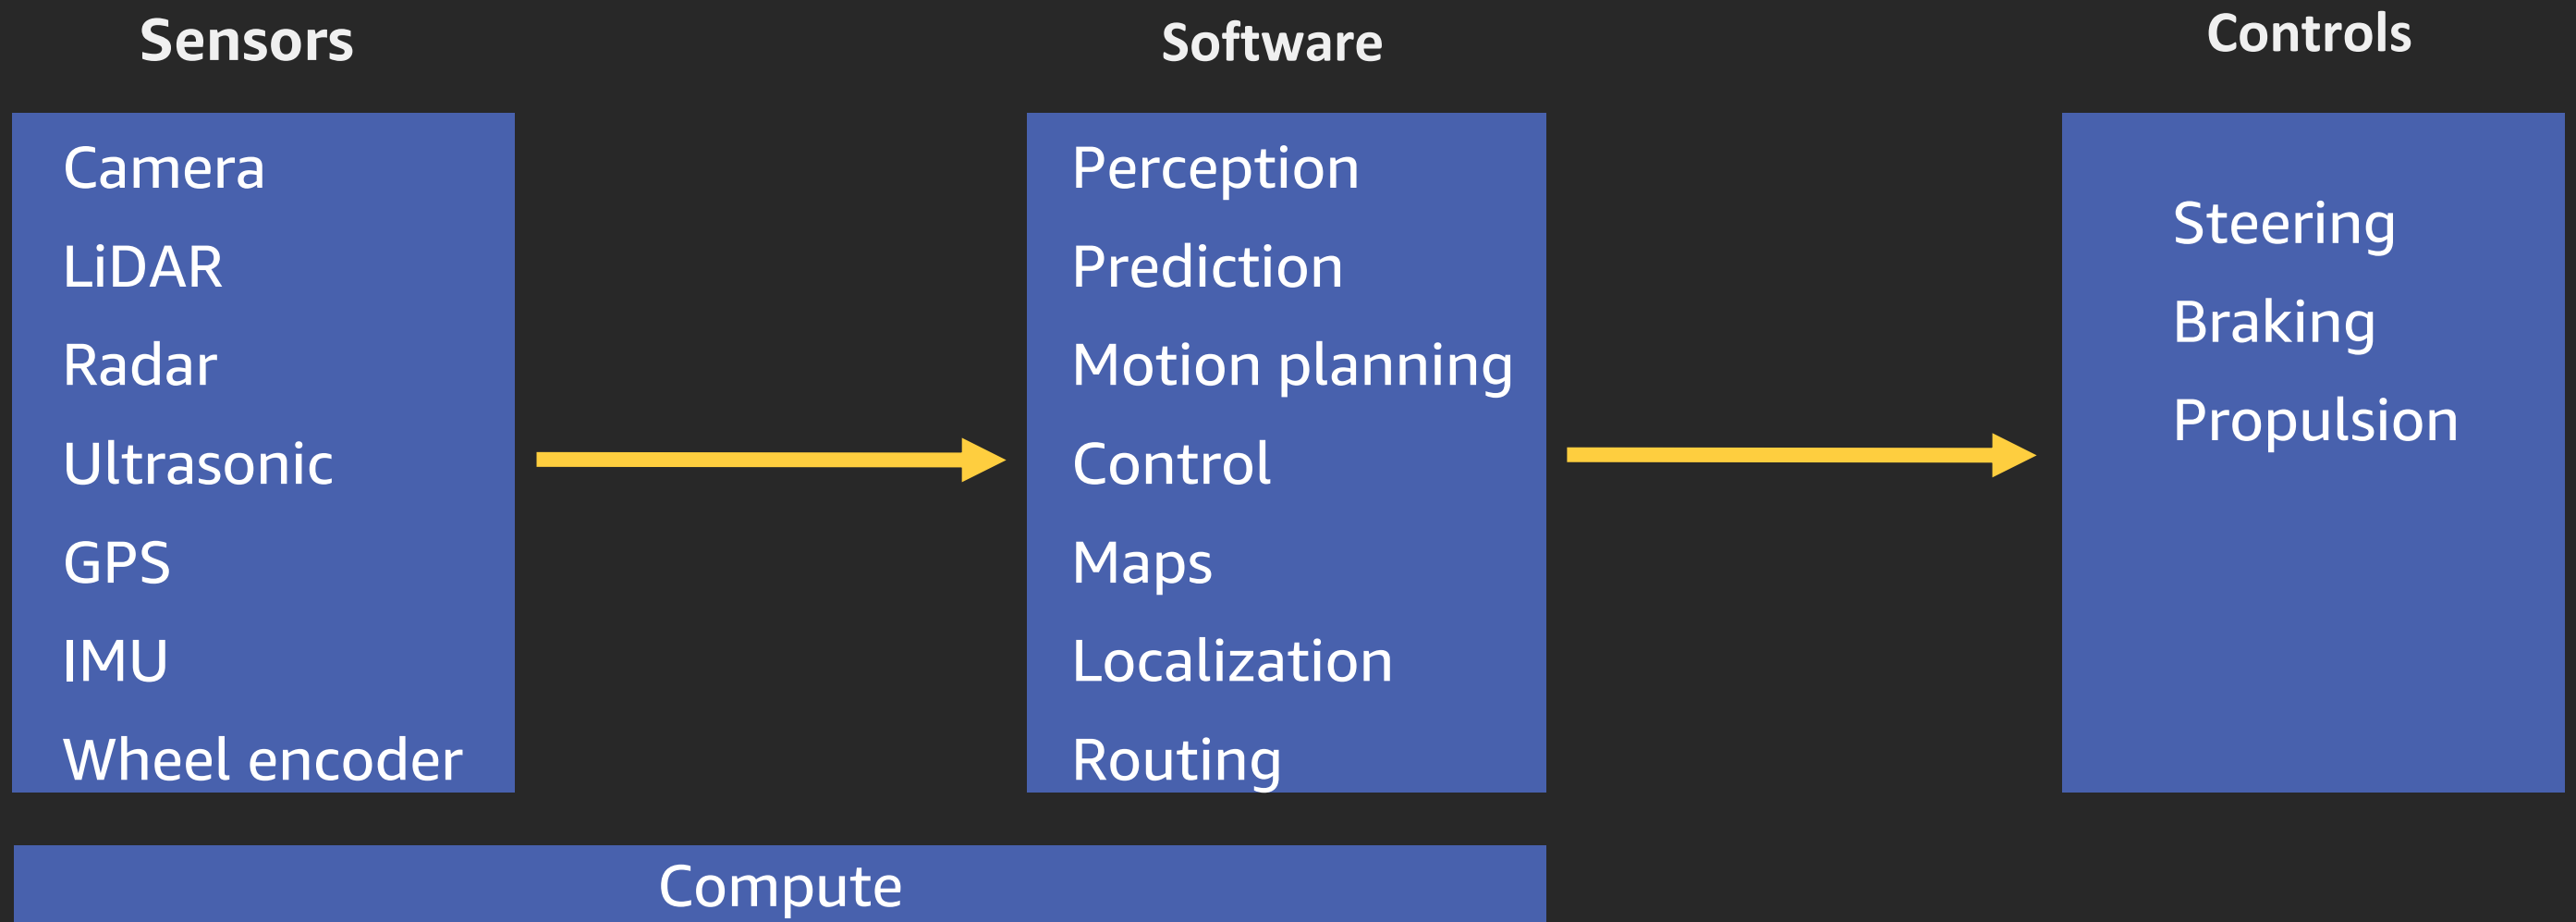 Sensors
Camera
LiDAR
Radar
Ultrasonic
GPS
IMU
Wheel encoder
Software
Perception
Prediction
Motion planning
Control
Maps
Localization
Routing
Controls
Steering
Braking
Propulsion
Compute